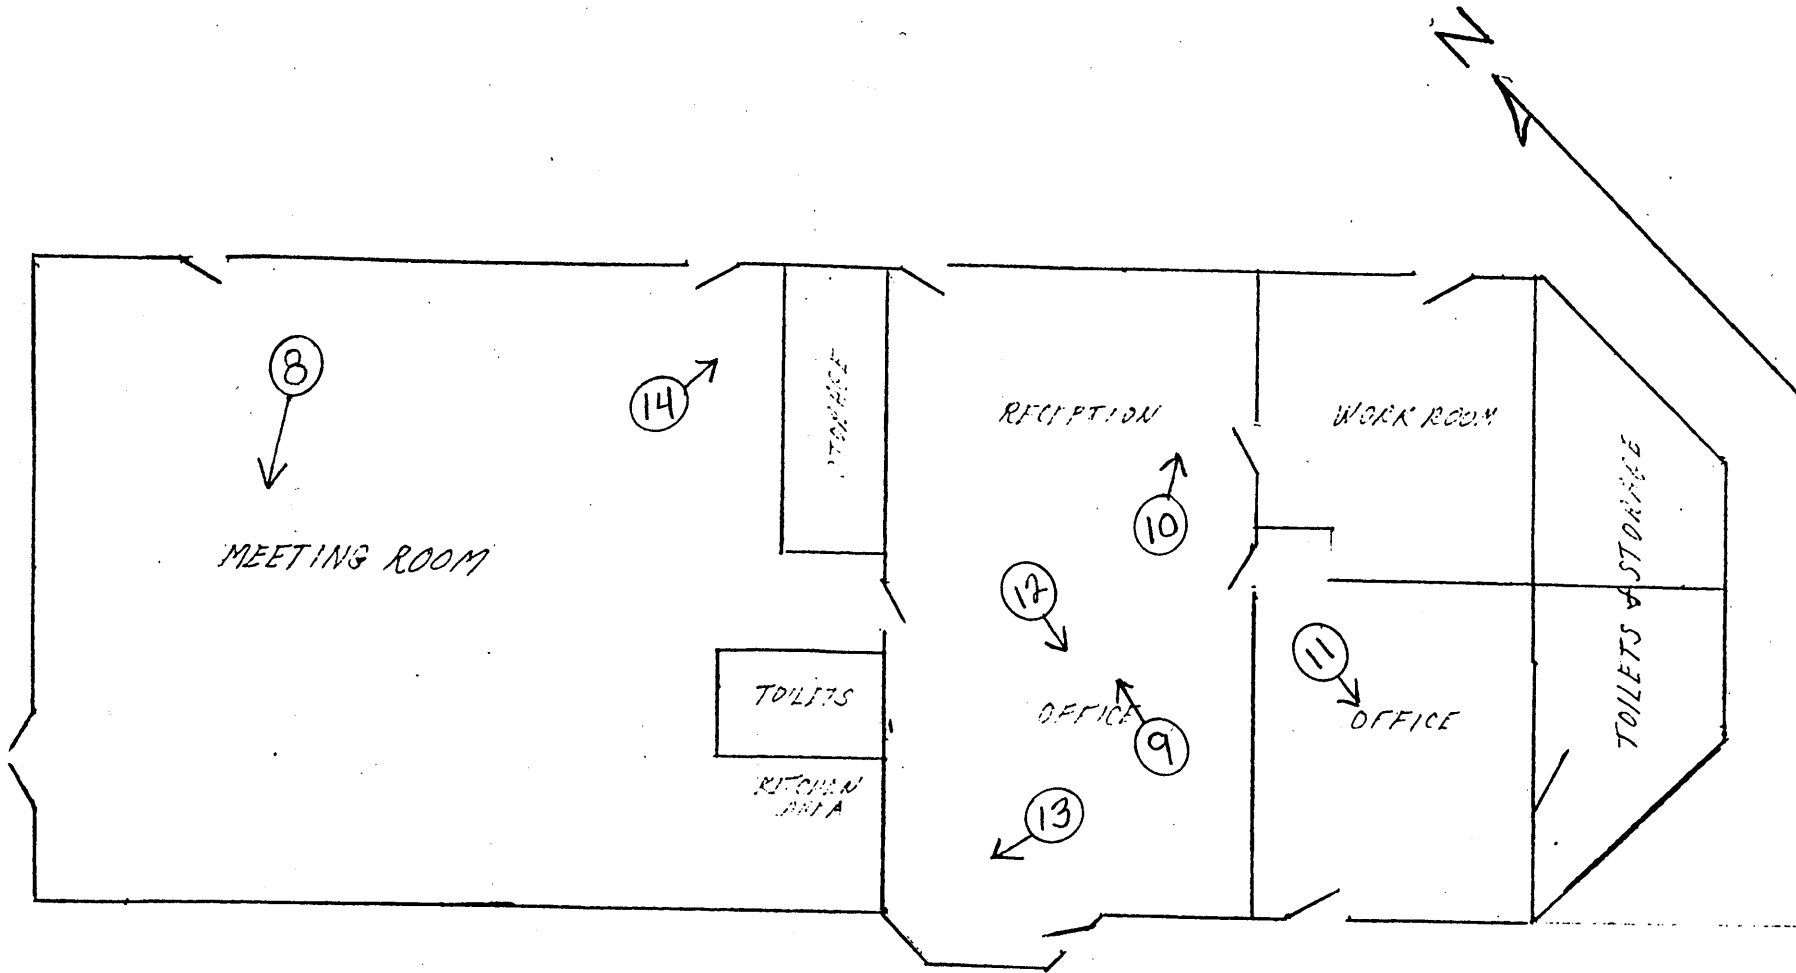 N
8
14
STORAGE
RECEPTION
WORK ROOM
10
MEETING ROOM
12
11
TOILETS & STORAGE
TOILETS
OFFICE
OFFICE
9
KITCHEN
AREA
13